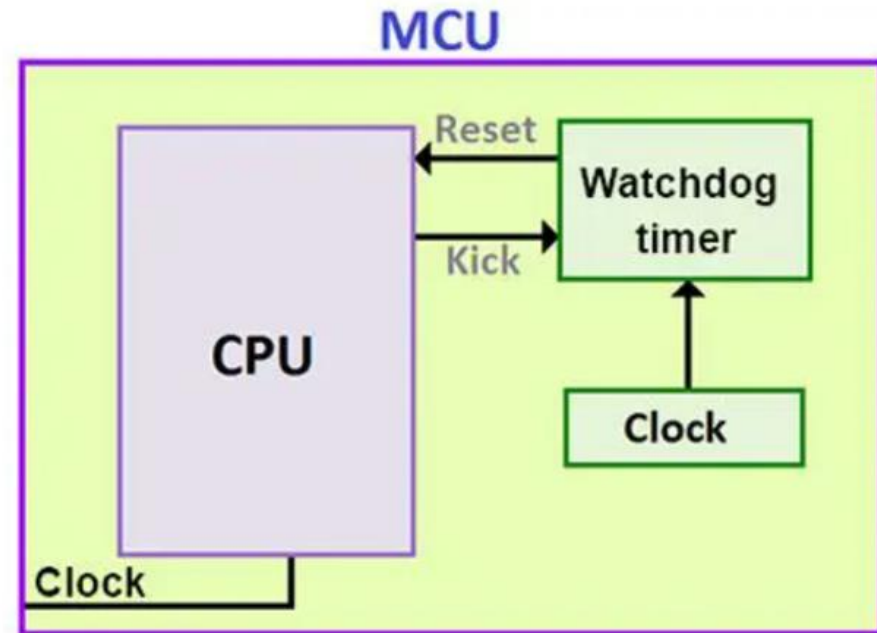 MCU
Reset
Watchdog
timer
Kick
CPU
Clock
Clock